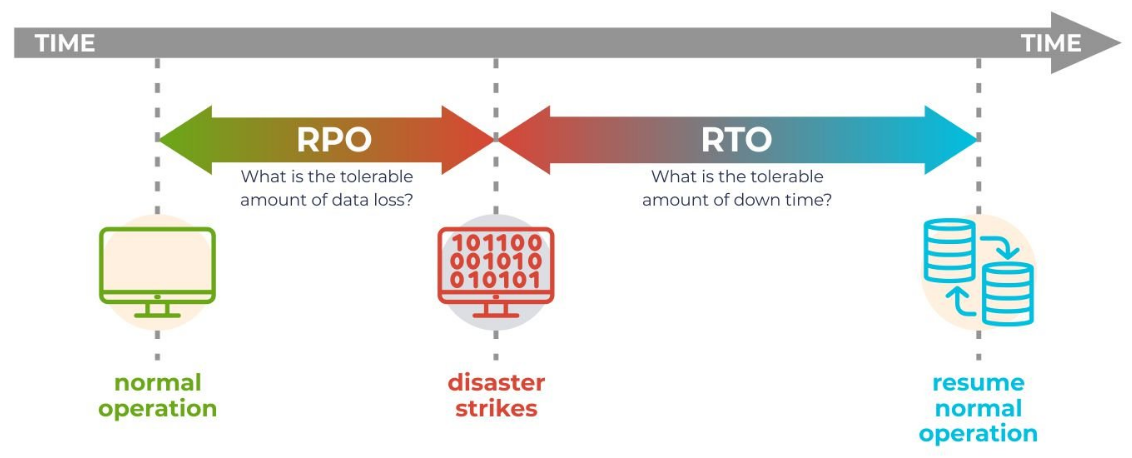 TIME
TIME
RPO
What is the tolerable
amount of data loss?
RTO
What is the tolerable
amount of down time?
101100
001010
010101
normal
operation
disaster
strikes
resume
normal
operation